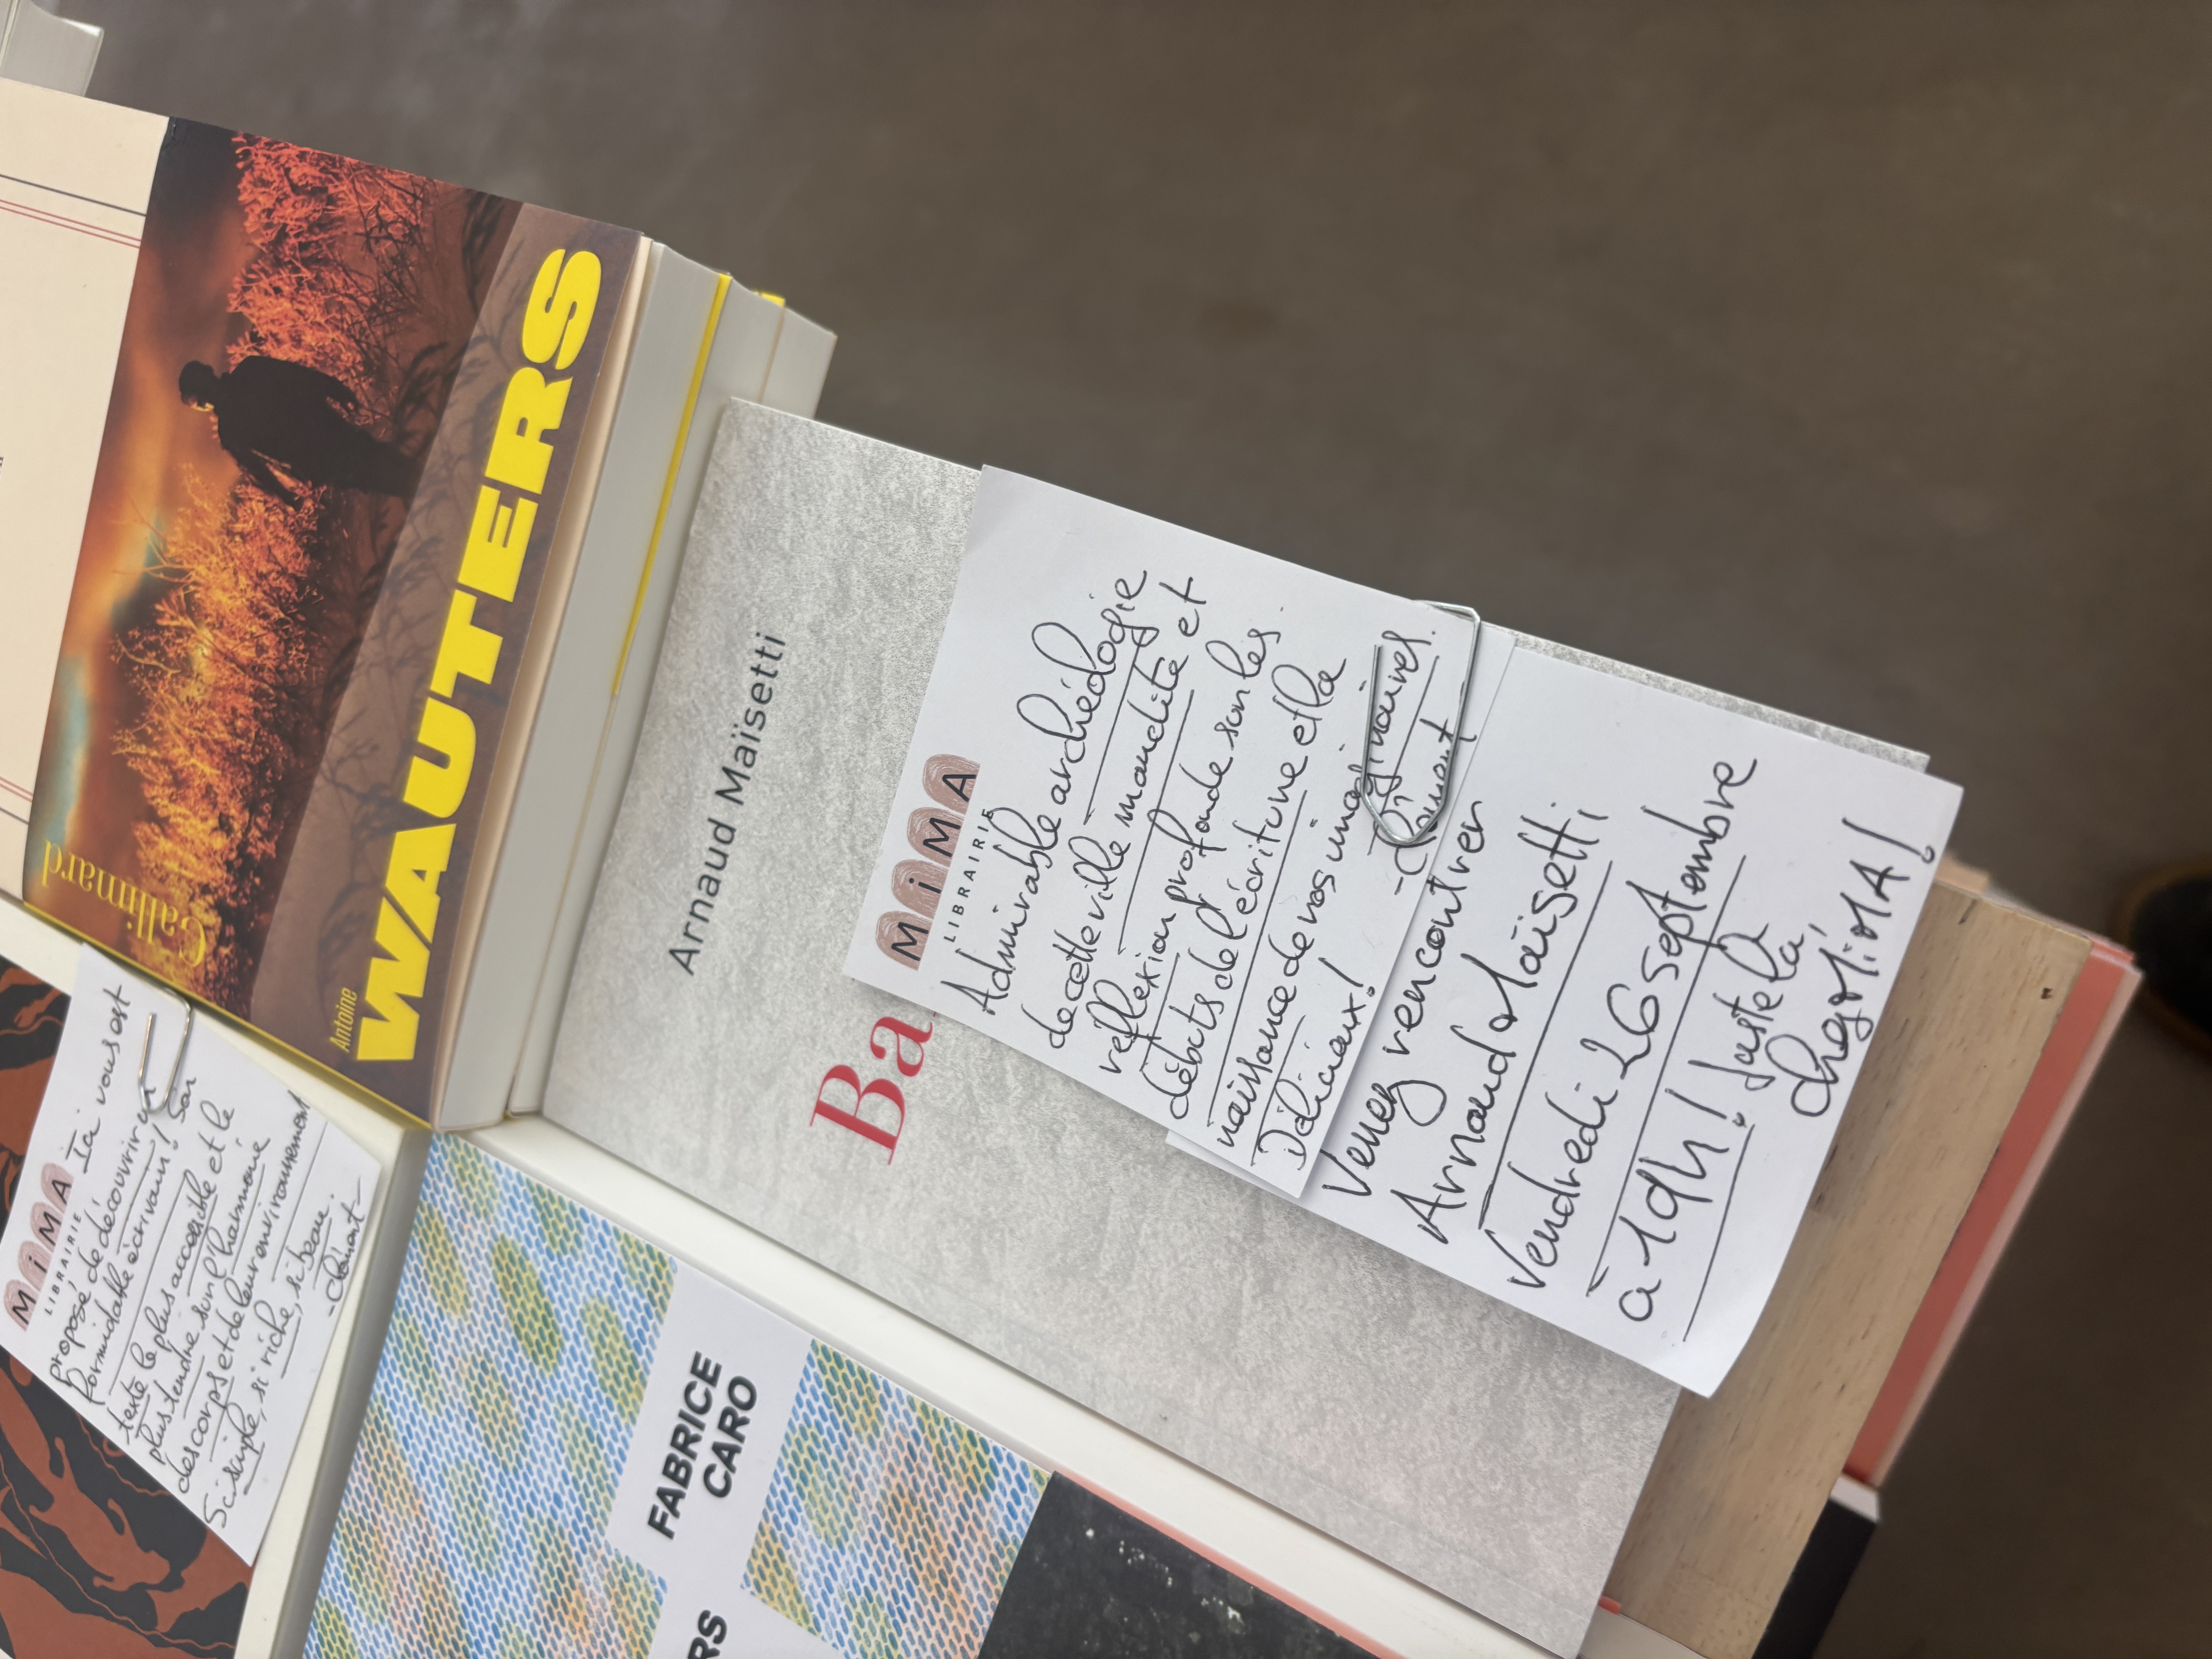 Gallimard
Antoine
WAUTERS
Arnaud Maïsetti
Ba
MiMA
LIBRAIRIE
Admirable archéologie
de cette ville maudite et
réflexion profonde sur les
débuts de l'écriture et la
naissance de nos imaginaires.
Délicieux!
-Clément
Venez rencontrer
Arnaud Maïsetti
Vendredi 26 septembre
à 19h! Juste là,
chez MiMA!
MiMA
LIBRAIRIE
Ici vous est
proposé de découvrir un
formidable écrivain! Son
texte le plus accessible et le
plus tendre sur l'harmonie
des corps et de leur environnement
Si simple, si riche, si beau.
-Clément-
FABRICE
CARO
RS